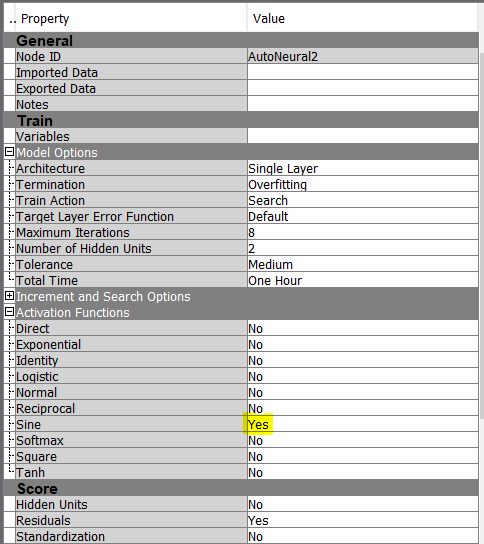 .. Property Value
General
Node ID AutoNeural2
Imported Data
Exported Data
Notes
Train
Variables
Model Options
Architecture Single Layer
Termination Overfitting
Train Action Search
Target Layer Error Function Default
Maximum Iterations 8
Number of Hidden Units 2
Tolerance Medium
Total Time One Hour
Increment and Search Options
Activation Functions
Direct No
Exponential No
Identity No
Logistic No
Normal No
Reciprocal No
Sine Yes
Softmax No
Square No
Tanh No
Score
Hidden Units No
Residuals Yes
Standardization No